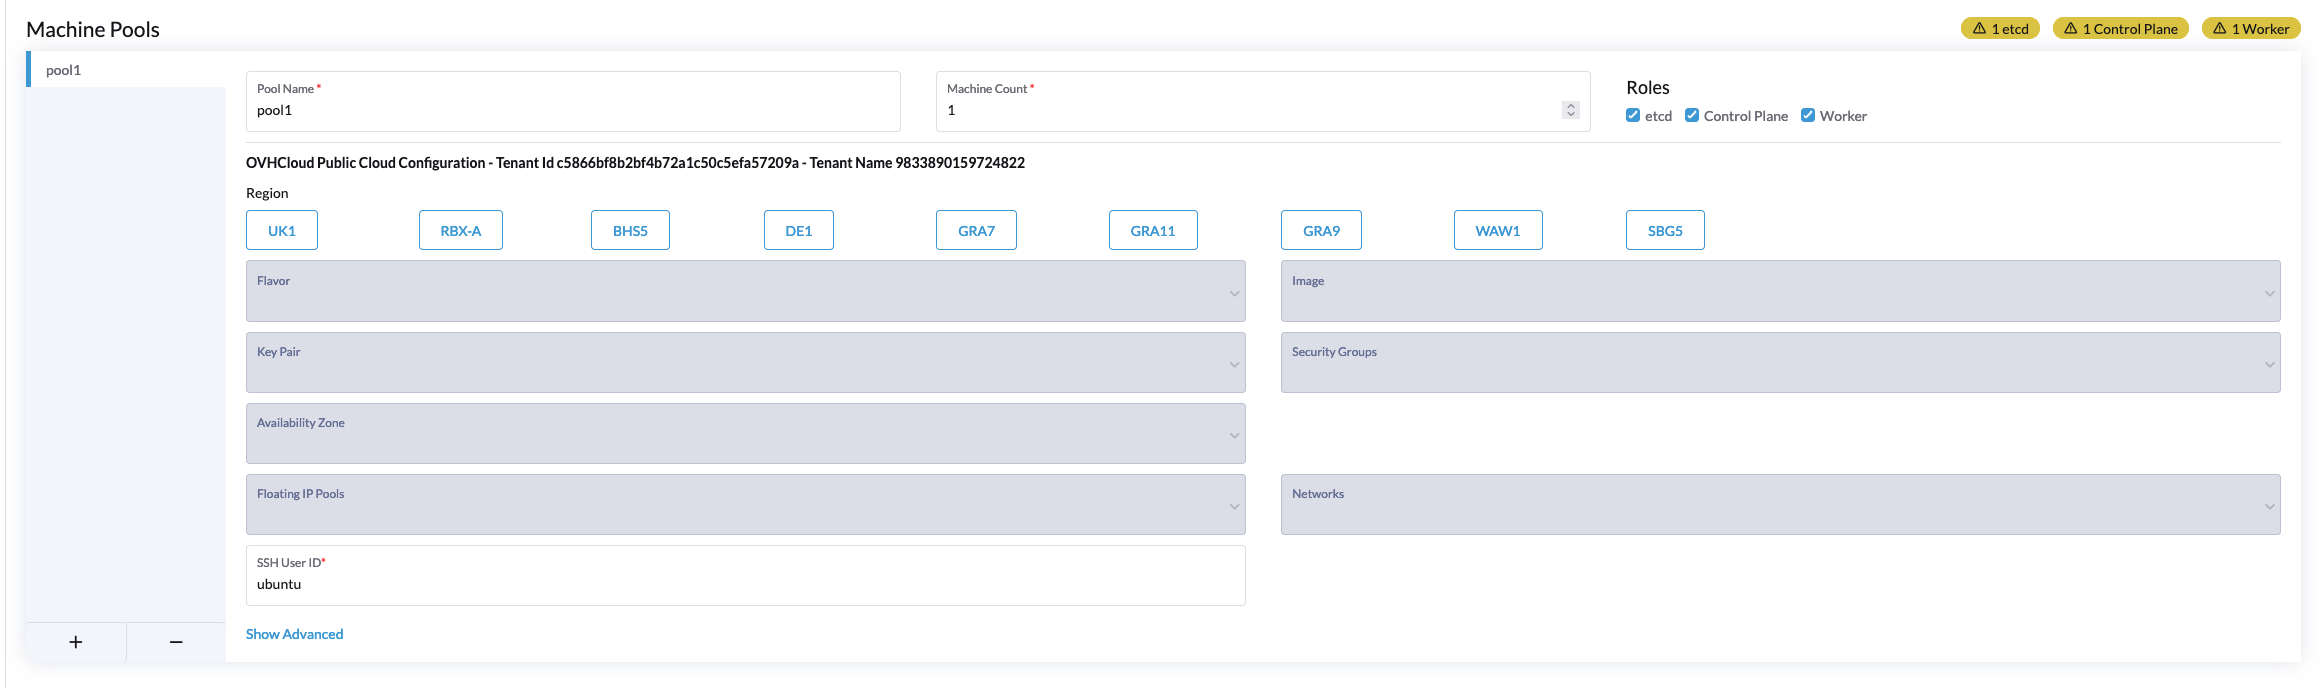 Machine Pools
1 etcd
1 Control Plane
1 Worker
pool1
Pool Name *
pool1
Machine Count *
1
Roles
etcd
Control Plane
Worker
OVHCloud Public Cloud Configuration - Tenant Id c5866bf8b2bf4b72a1c50c5efa57209a - Tenant Name 9833890159724822
Region
UK1
RBX-A
BHS5
DE1
GRA7
GRA11
GRA9
WAW1
SBG5
Flavor
Image
Key Pair
Security Groups
Availability Zone
Floating IP Pools
Networks
SSH User ID*
ubuntu
Show Advanced
+
−